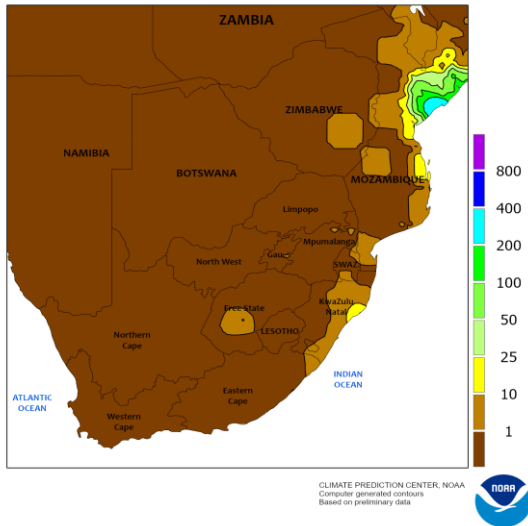 ZAMBIA
ZIMBABWE
NAMIBIA
BOTSWANA
MOZAMBIQUE
Limpopo
Mpumalanga
North West
Gau
SWAZ.
Free State
KwaZulu
Natal
LESOTHO
Northern
Cape
Eastern
Cape
Western
Cape
ATLANTIC
OCEAN
INDIAN
OCEAN
800
400
200
100
50
25
10
1
CLIMATE PREDICTION CENTER, NOAA
Computer generated contours
Based on preliminary data
NOAA